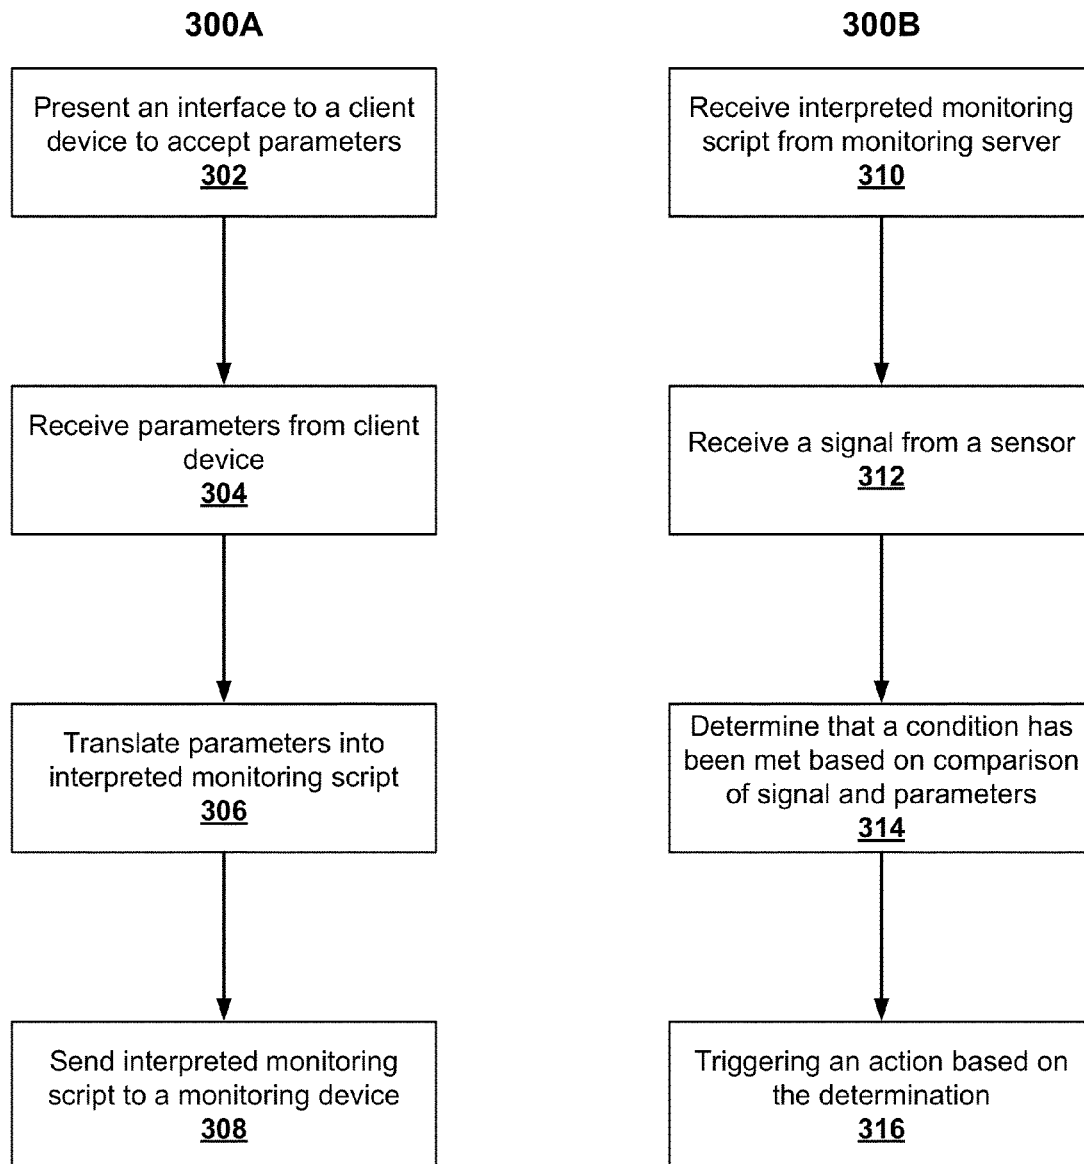 300A
Present an interface to a client
device to accept parameters
302
Receive parameters from client
device
304
Translate parameters into
interpreted monitoring script
306
Send interpreted monitoring
script to a monitoring device
308
300B
Receive interpreted monitoring
script from monitoring server
310
Receive a signal from a sensor
312
Determine that a condition has
been met based on comparison
of signal and parameters
314
Triggering an action based on
the determination
316